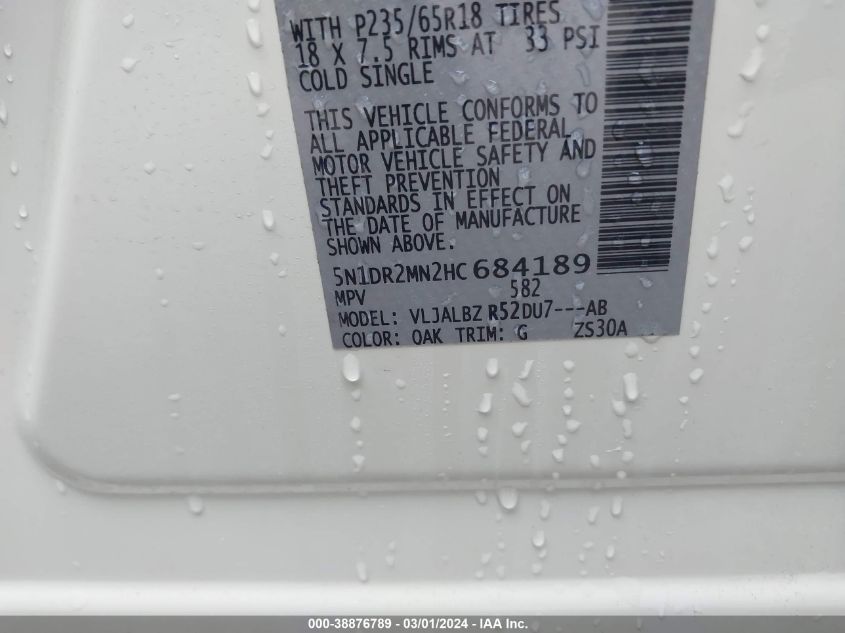 WITH P235/65R18 TIRES
18 X 7.5 RIMS AT 33 PSI
COLD SINGLE
THIS VEHICLE CONFORMS TO
ALL APPLICABLE FEDERAL
MOTOR VEHICLE SAFETY AND
THEFT PREVENTION
STANDARDS IN EFFECT ON
THE DATE OF MANUFACTURE
SHOWN ABOVE.
5N1DR2MN2HC684189
MPV 582
MODEL: VLJALBZ R52DU7---AB
COLOR: QAK TRIM: G ZS30A
000-38876789 - 03/01/2024 - IAA Inc.